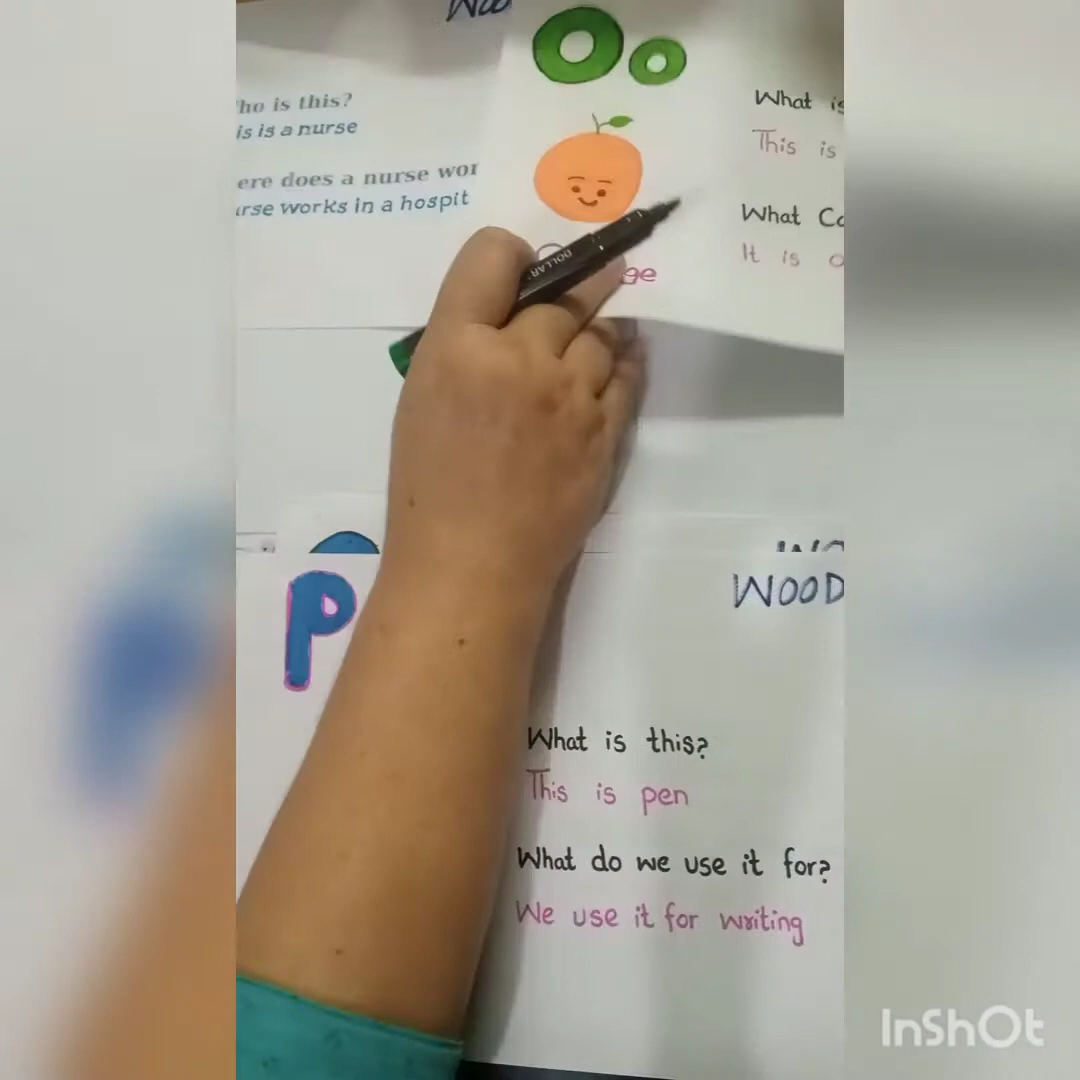 Oo
ho is this?
is is a nurse
ere does a nurse wor
rse works in a hospit
What is
This is
What Co
It is o
DOLLAR
ge
P
WOOD
What is this?
This is pen
What do we use it for?
We use it for writing
InShOt